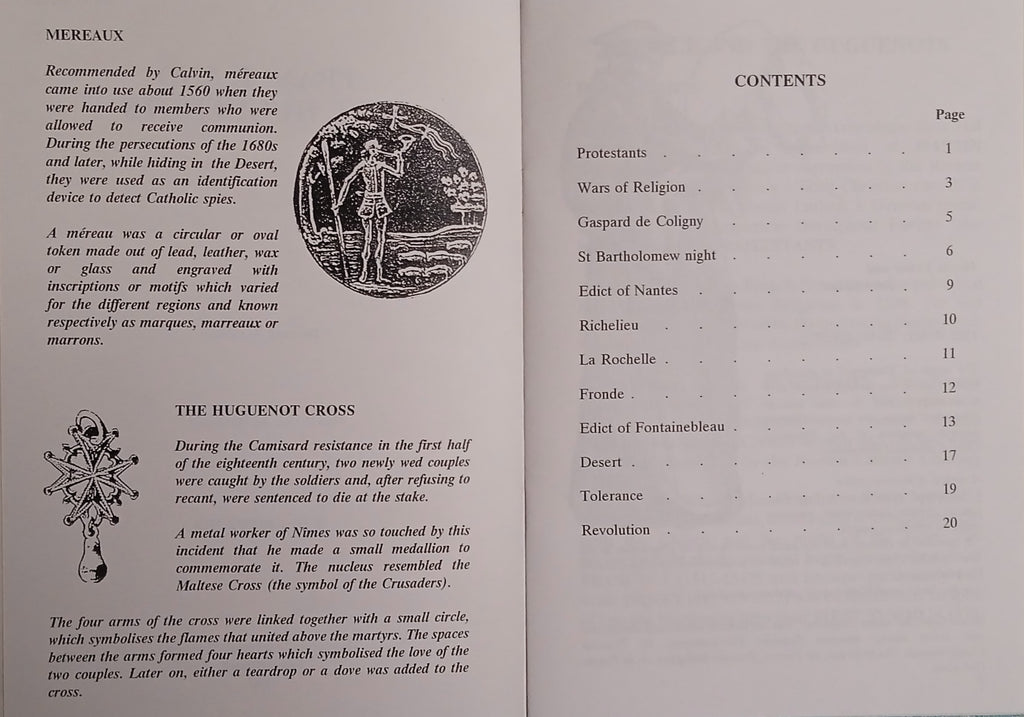 MEREAUX
Recommended by Calvin, méreaux
came into use about 1560 when they
were handed to members who were
allowed to receive communion.
During the persecutions of the 1680s
and later, while hiding in the Desert,
they were used as an identification
device to detect Catholic spies.
A méreau was a circular or oval
token made out of lead, leather, wax
or glass and engraved with
inscriptions or motifs which varied
for the different regions and known
respectively as marques, marreaux or
marrons.
THE HUGUENOT CROSS
During the Camisard resistance in the first half
of the eighteenth century, two newly wed couples
were caught by the soldiers and, after refusing to
recant, were sentenced to die at the stake.
A metal worker of Nîmes was so touched by this
incident that he made a small medallion to
commemorate it. The nucleus resembled the
Maltese Cross (the symbol of the Crusaders).
The four arms of the cross were linked together with a small circle,
which symbolises the flames that united above the martyrs. The spaces
between the arms formed four hearts which symbolised the love of the
two couples. Later on, either a teardrop or a dove was added to the
cross.
CONTENTS
Page
Protestants . . . . . . . . 1
Wars of Religion . . . . . . . 3
Gaspard de Coligny . . . . . . 5
St Bartholomew night . . . . . . 6
Edict of Nantes . . . . . . . 9
Richelieu . . . . . . . . 10
La Rochelle . . . . . . . . 11
Fronde . . . . . . . . . 12
Edict of Fontainebleau . . . . . . 13
Desert . . . . . . . . . 17
Tolerance . . . . . . . . 19
Revolution . . . . . . . . 20